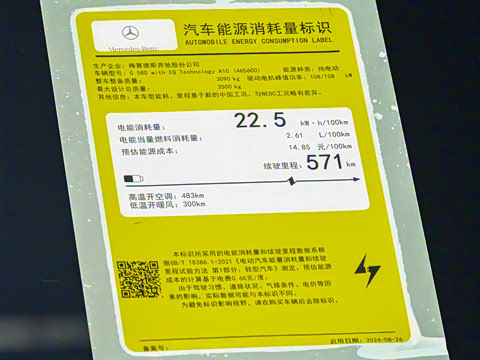 Mercedes-Benz
汽车能源消耗量标识
AUTOMOBILE ENERGY CONSUMPTION LABEL
生产企业：梅赛德斯奔驰股份公司
车辆型号：G 580 with EQ Technology A10 (465600) 能源种类：纯电动
整车整备质量： 3090 kg 驱动电机峰值功率：108/108 kW
最大设计总质量： 3500 kg
其他信息：本车型能耗、里程基于新的中国工况，与NEDC工况略有差异。
电能消耗量： 22.5 kW·h/100km
电能当量燃料消耗量： 2.61 L/100km
预估能源成本： 14.85 元/100km
续驶里程：571 km
高温开空调：483km
低温开暖风：300km
本标识所采用的电能消耗量和续驶里程数据系根
据GB/T 18386.1-2021《电动汽车能量消耗量和续驶
里程试验方法 第1部分：轻型汽车》测定，预估能源
成本的计算基于电费0.66元/度。
由于驾驶习惯、道路状况、气候条件、电价等因
素的影响，实际数据可能与本标识不同。
为避免标识影响视野，请在购买车辆后去除标识。
备案号：
启用日期：2024-08-26